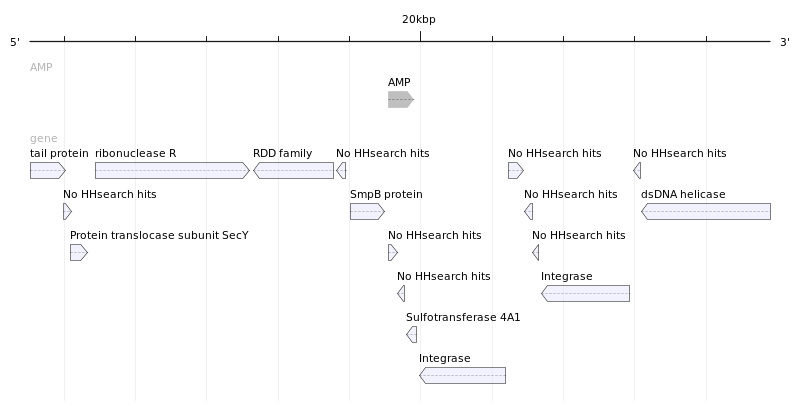 20kbp
5' 3'
AMP
AMP
gene
tail protein ribonuclease R RDD family No HHsearch hits No HHsearch hits No HHsearch hits
No HHsearch hits SmpB protein No HHsearch hits dsDNA helicase
Protein translocase subunit SecY No HHsearch hits No HHsearch hits
No HHsearch hits Integrase
Sulfotransferase 4A1
Integrase